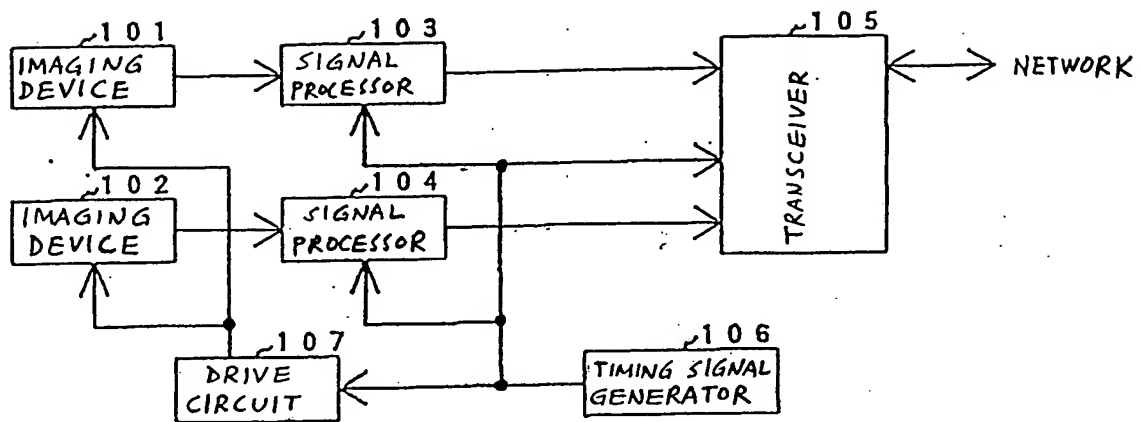 101
IMAGING
DEVICE
103
SIGNAL
PROCESSOR
105
TRANSCEIVER
NETWORK
102
IMAGING
DEVICE
104
SIGNAL
PROCESSOR
107
DRIVE
CIRCUIT
106
TIMING SIGNAL
GENERATOR